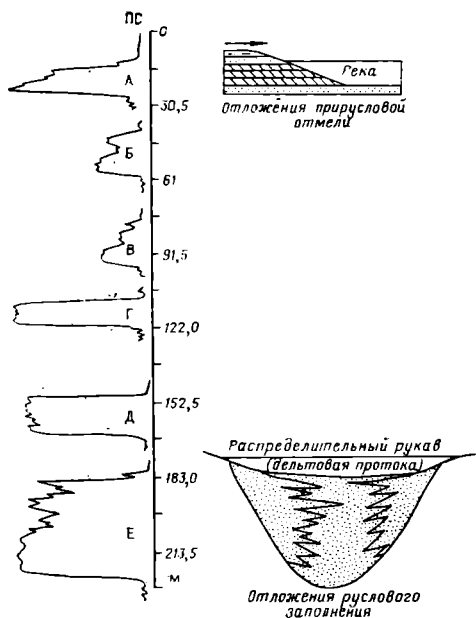 ПС
0
А
30,5
Б
61
В
91,5
Г
122,0
Д
152,5
183,0
Е
213,5
м
Река
Отложения прирусловой
отмели
Распределительный рукав
(дельтовая протока)
Отложения руслового
заполнения